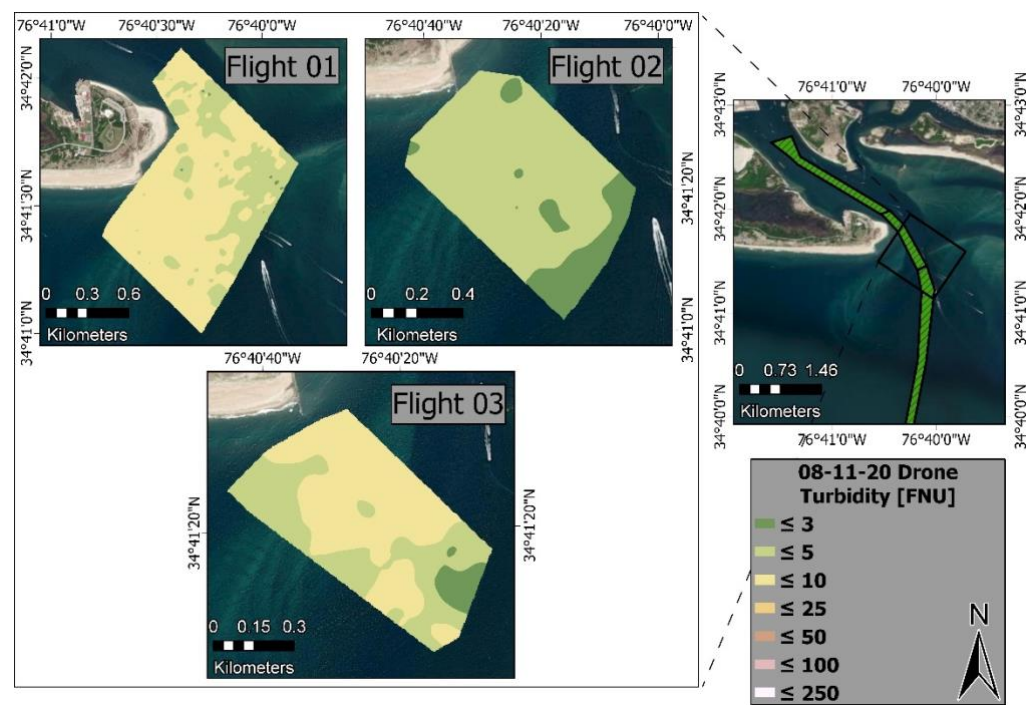 76°41'0"W 76°40'30"W 76°40'0"W
34°42'0"N
34°41'30"N
34°41'0"N
Flight 01
0 0.3 0.6
Kilometers
76°40'40"W 76°40'20"W 76°40'0"W
Flight 02
34°41'20"N
34°41'0"N
0 0.2 0.4
Kilometers
76°40'40"W 76°40'20"W
Flight 03
34°41'20"N
34°41'20"N
0 0.15 0.3
Kilometers
76°41'0"W 76°40'0"W
34°43'0"N
34°42'0"N
34°41'0"N
34°40'0"N
34°43'0"N
34°42'0"N
34°41'0"N
34°40'0"N
0 0.73 1.46
Kilometers
76°41'0"W 76°40'0"W
08-11-20 Drone
Turbidity [FNU]
≤ 3
≤ 5
≤ 10
≤ 25
≤ 50
≤ 100
≤ 250
N